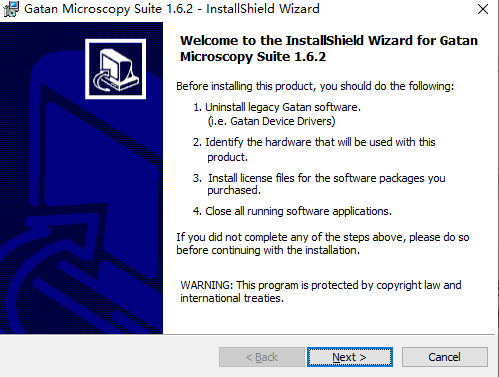 Gatan Microscopy Suite 1.6.2 - InstallShield Wizard
Welcome to the InstallShield Wizard for Gatan
Microscopy Suite 1.6.2
Before installing this product, you should do the following:
1. Uninstall legacy Gatan software.
(i.e. Gatan Device Drivers)
2. Identify the hardware that will be used with this
product.
3. Install license files for the software packages you
purchased.
4. Close all running software applications.
If you did not complete any of the steps above, please do so
before continuing with the installation.
WARNING: This program is protected by copyright law and
international treaties.
< Back
Next >
Cancel